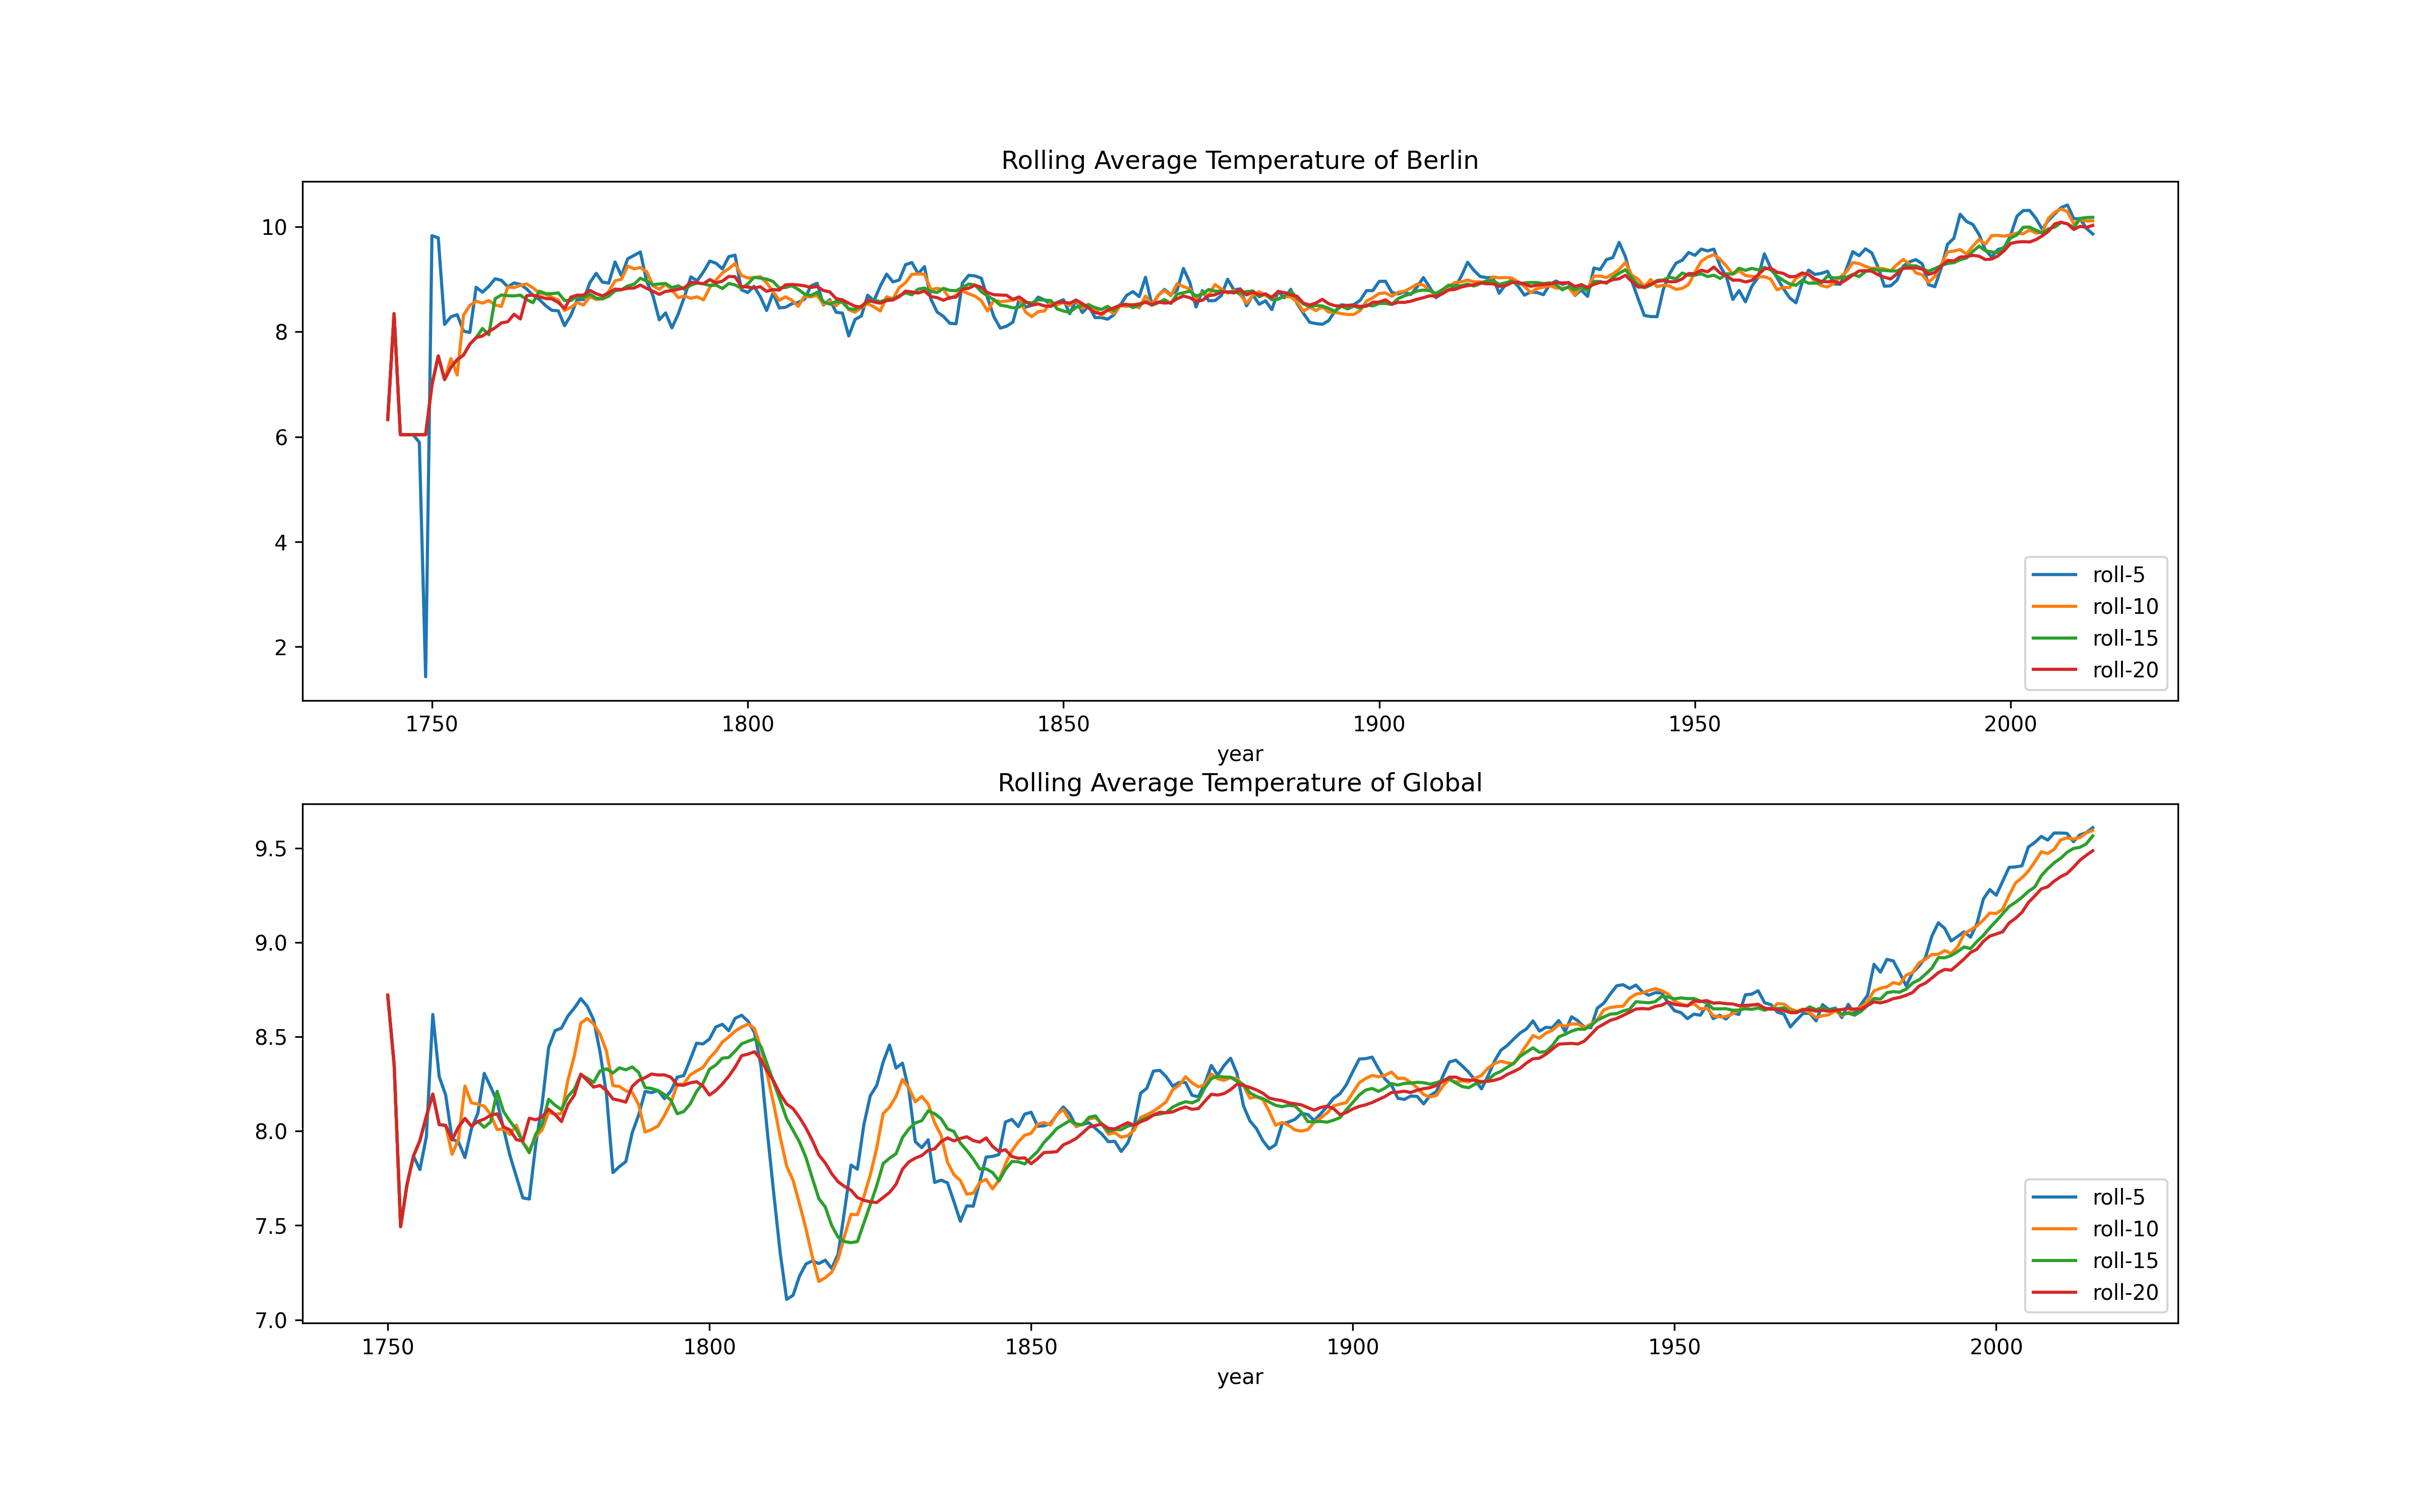 Rolling Average Temperature of Berlin
10
8
6
4
2
roll-5
roll-10
roll-15
roll-20
1750 1800 1850 1900 1950 2000
year
Rolling Average Temperature of Global
9.5
9.0
8.5
8.0
7.5
7.0
roll-5
roll-10
roll-15
roll-20
1750 1800 1850 1900 1950 2000
year